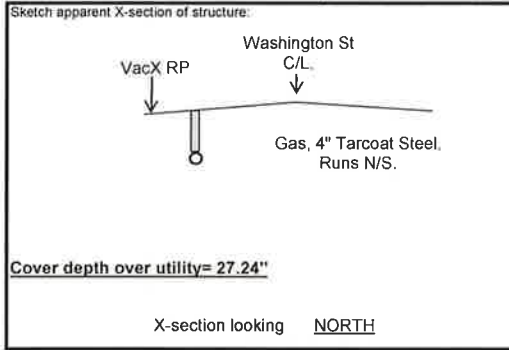 Sketch apparent X-section of structure:
Washington St
C/L.
VacX RP
Gas, 4" Tarcoat Steel,
Runs N/S.
Cover depth over utility= 27.24"
X-section looking NORTH